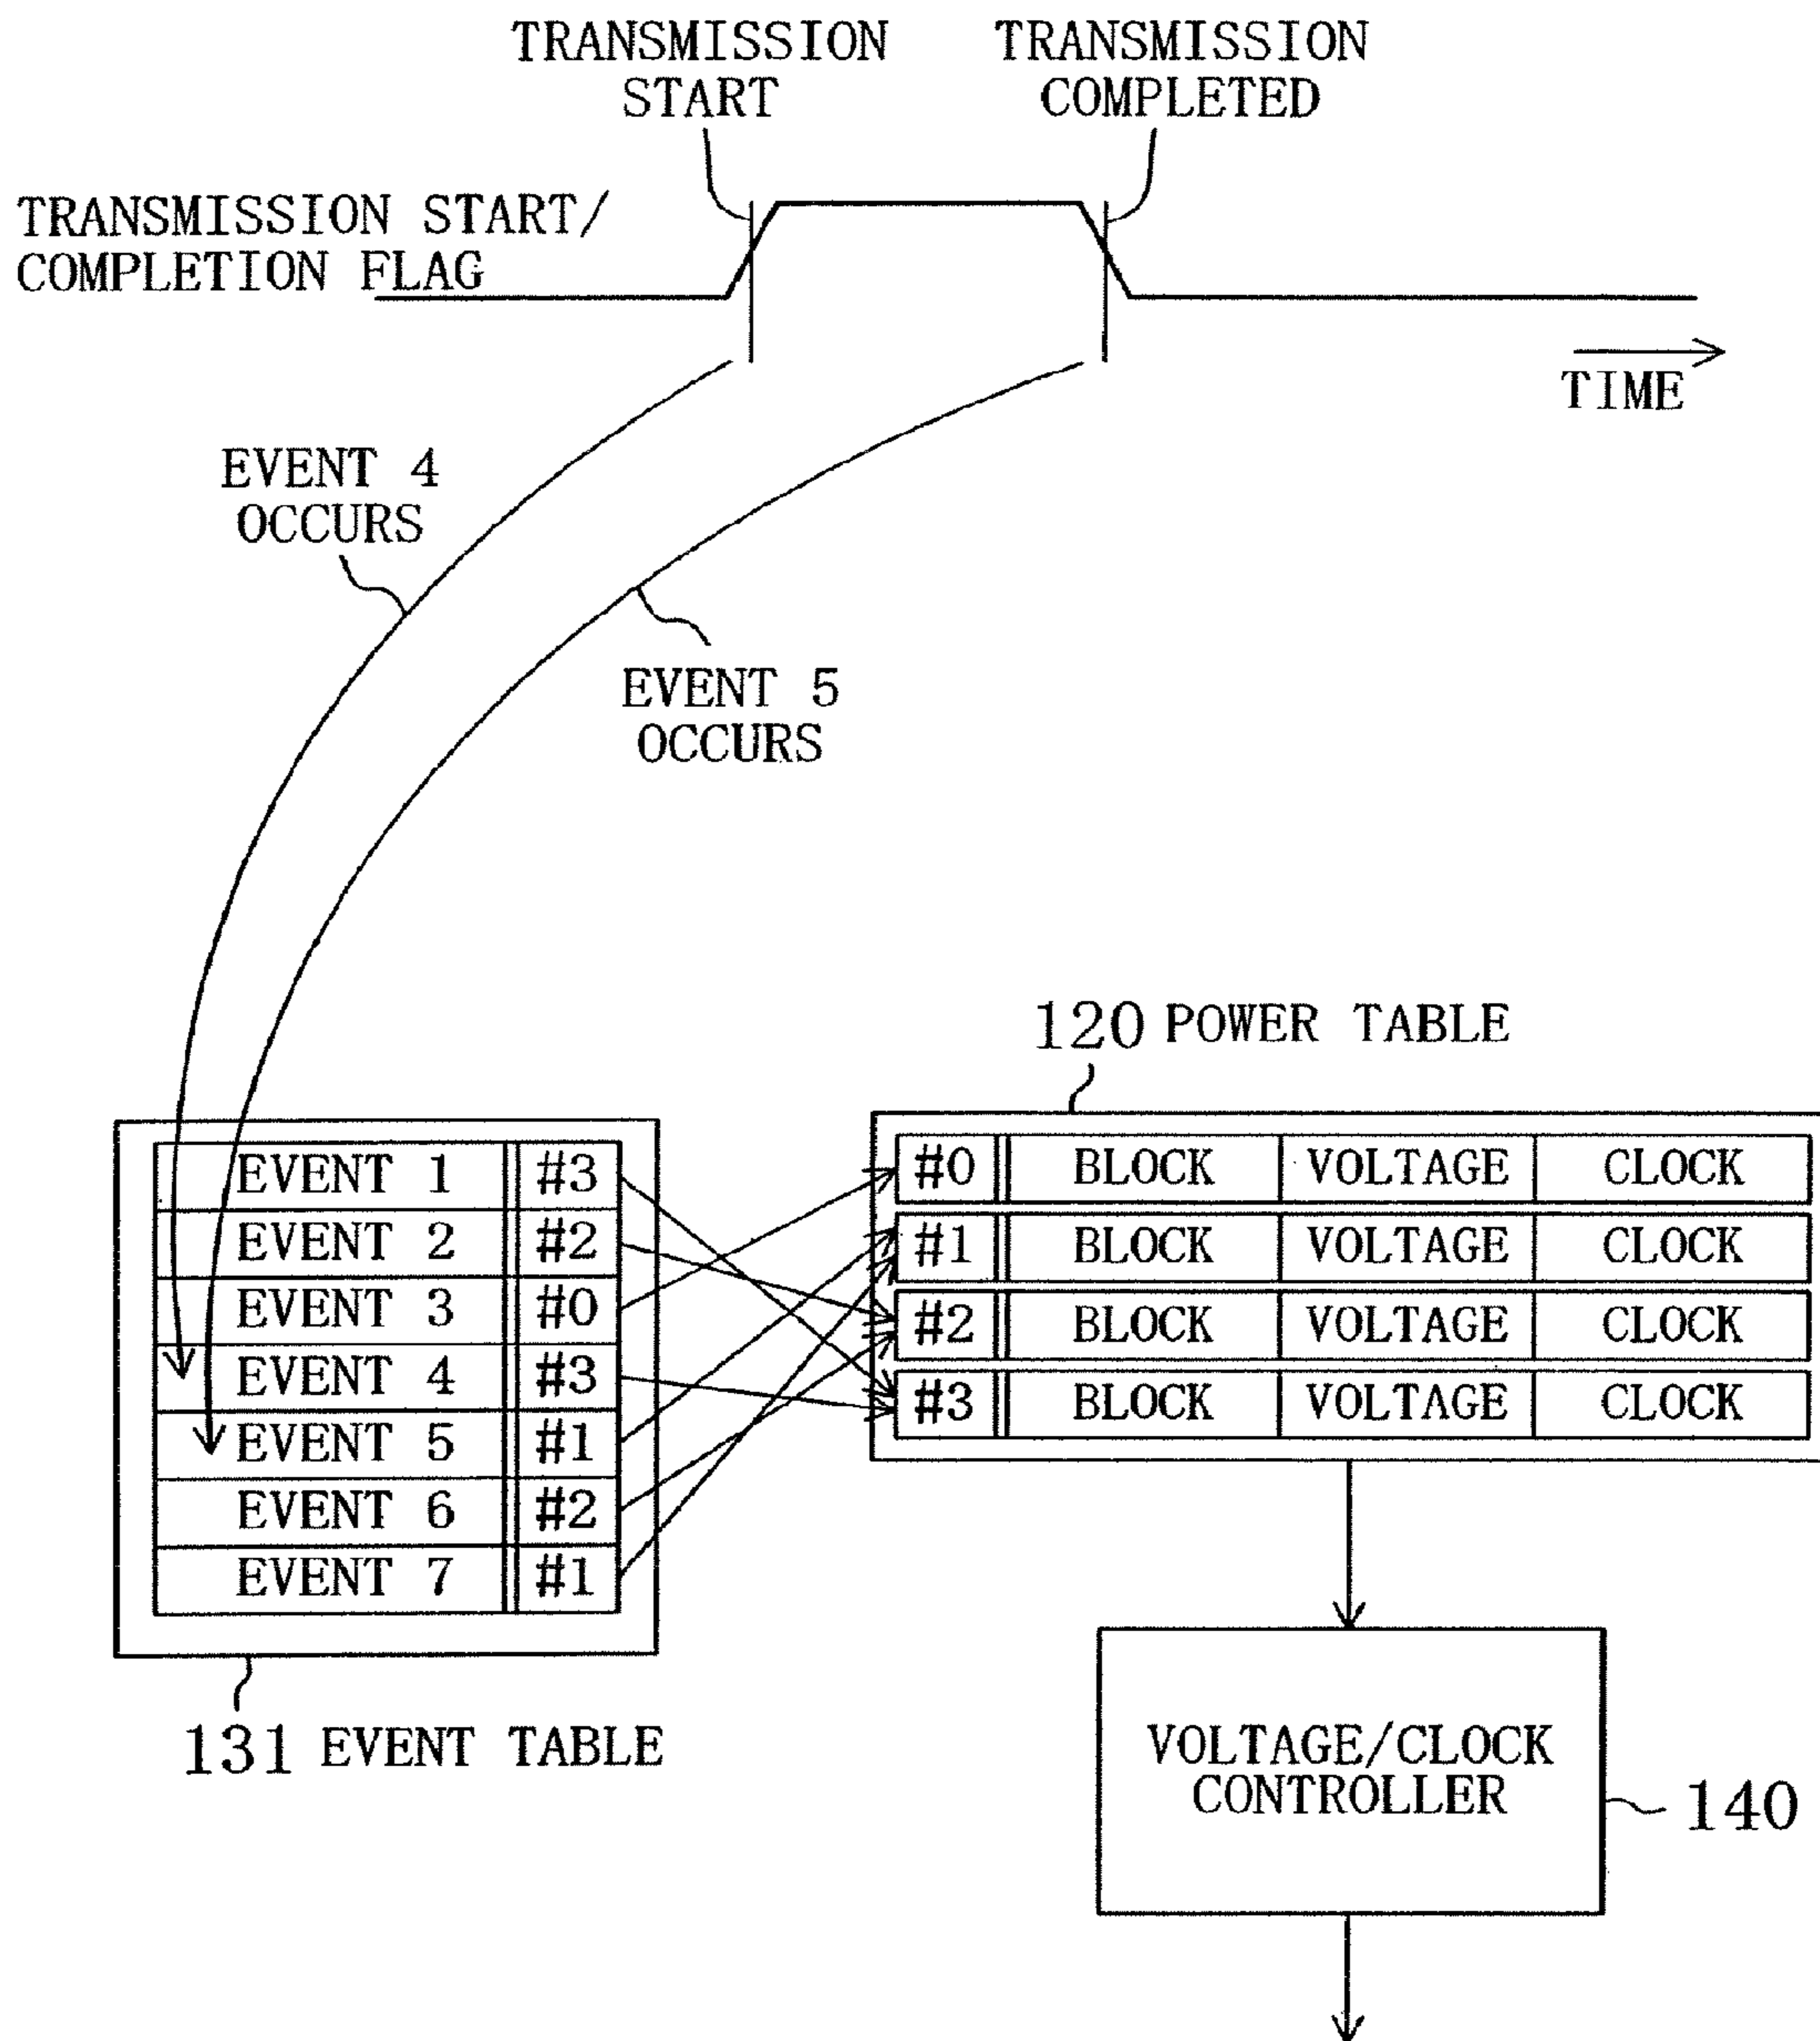 TRANSMISSION
START
TRANSMISSION
COMPLETED
TRANSMISSION START/
COMPLETION FLAG
TIME
EVENT 4
OCCURS
EVENT 5
OCCURS
120 POWER TABLE
EVENT 1 #3
EVENT 2 #2
EVENT 3 #0
EVENT 4 #3
EVENT 5 #1
EVENT 6 #2
EVENT 7 #1
#0 BLOCK VOLTAGE CLOCK
#1 BLOCK VOLTAGE CLOCK
#2 BLOCK VOLTAGE CLOCK
#3 BLOCK VOLTAGE CLOCK
131 EVENT TABLE
VOLTAGE/CLOCK
CONTROLLER
140